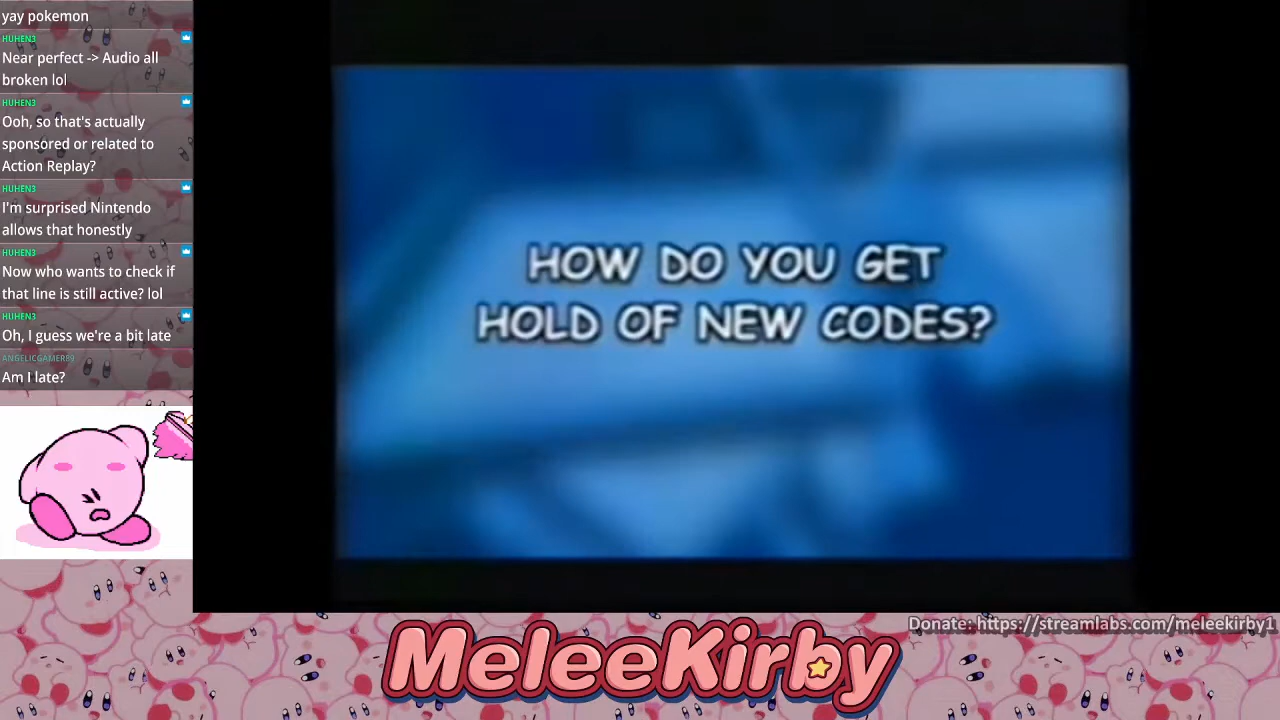 yay pokemon
HUHEN3
Near perfect -> Audio all
broken lol
HUHEN3
Ooh, so that's actually
sponsored or related to
Action Replay?
HUHEN3
I'm surprised Nintendo
allows that honestly
HUHEN3
Now who wants to check if
that line is still active? lol
HUHEN3
Oh, I guess we're a bit late
ANGELICGAMER89
Am I late?
HOW DO YOU GET
HOLD OF NEW CODES?
Donate: https://streamlabs.com/meleekirby1
MeleeKirby